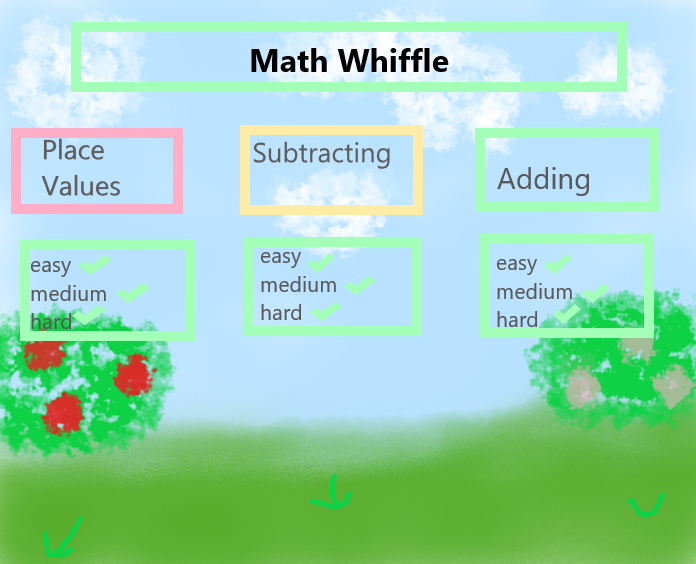 Math Whiffle
Place
Values
easy
medium
hard
Subtracting
easy
medium
hard
Adding
easy
medium
hard